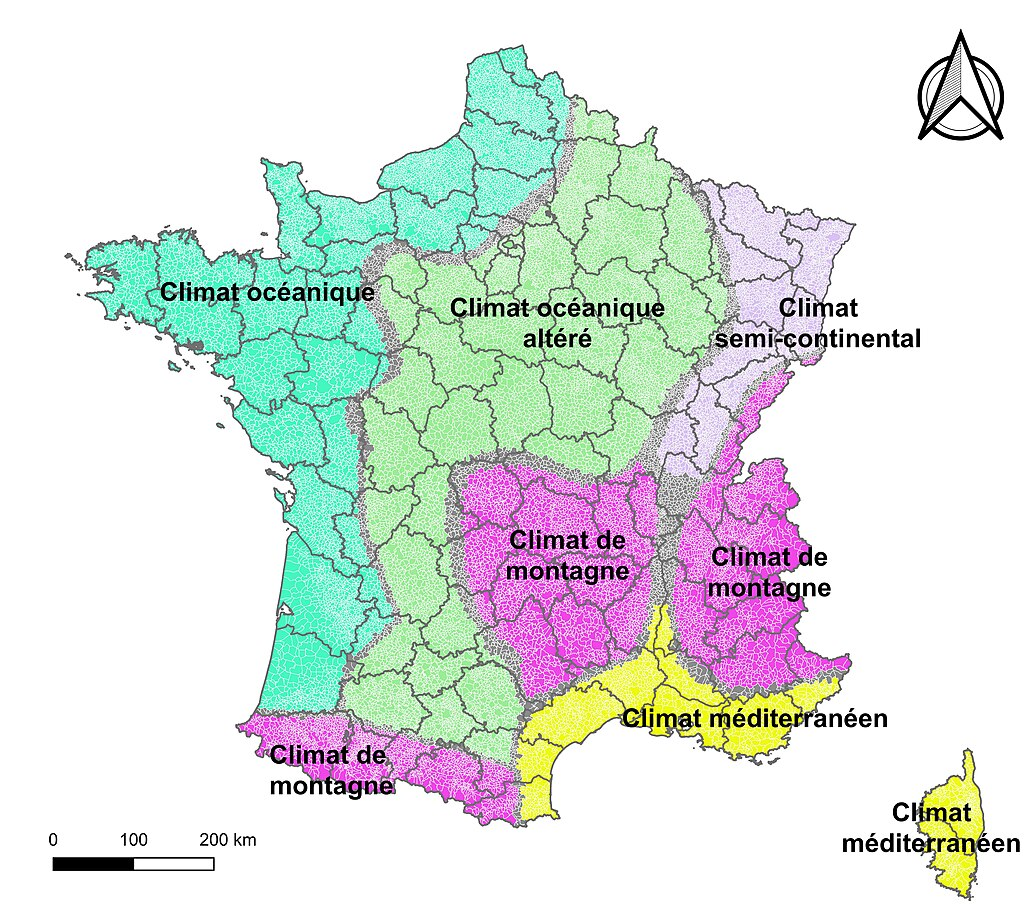 Climat océanique
Climat océanique
altéré
Climat
semi-continental
Climat de
montagne
Climat de
montagne
Climat méditerranéen
Climat de
montagne
Climat
méditerranéen
0 100 200 km